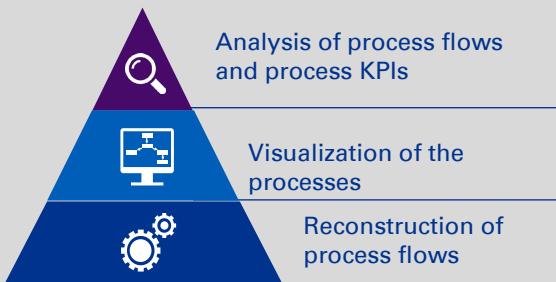 Analysis of process flows
and process KPIs
Visualization of the
processes
Reconstruction of
process flows